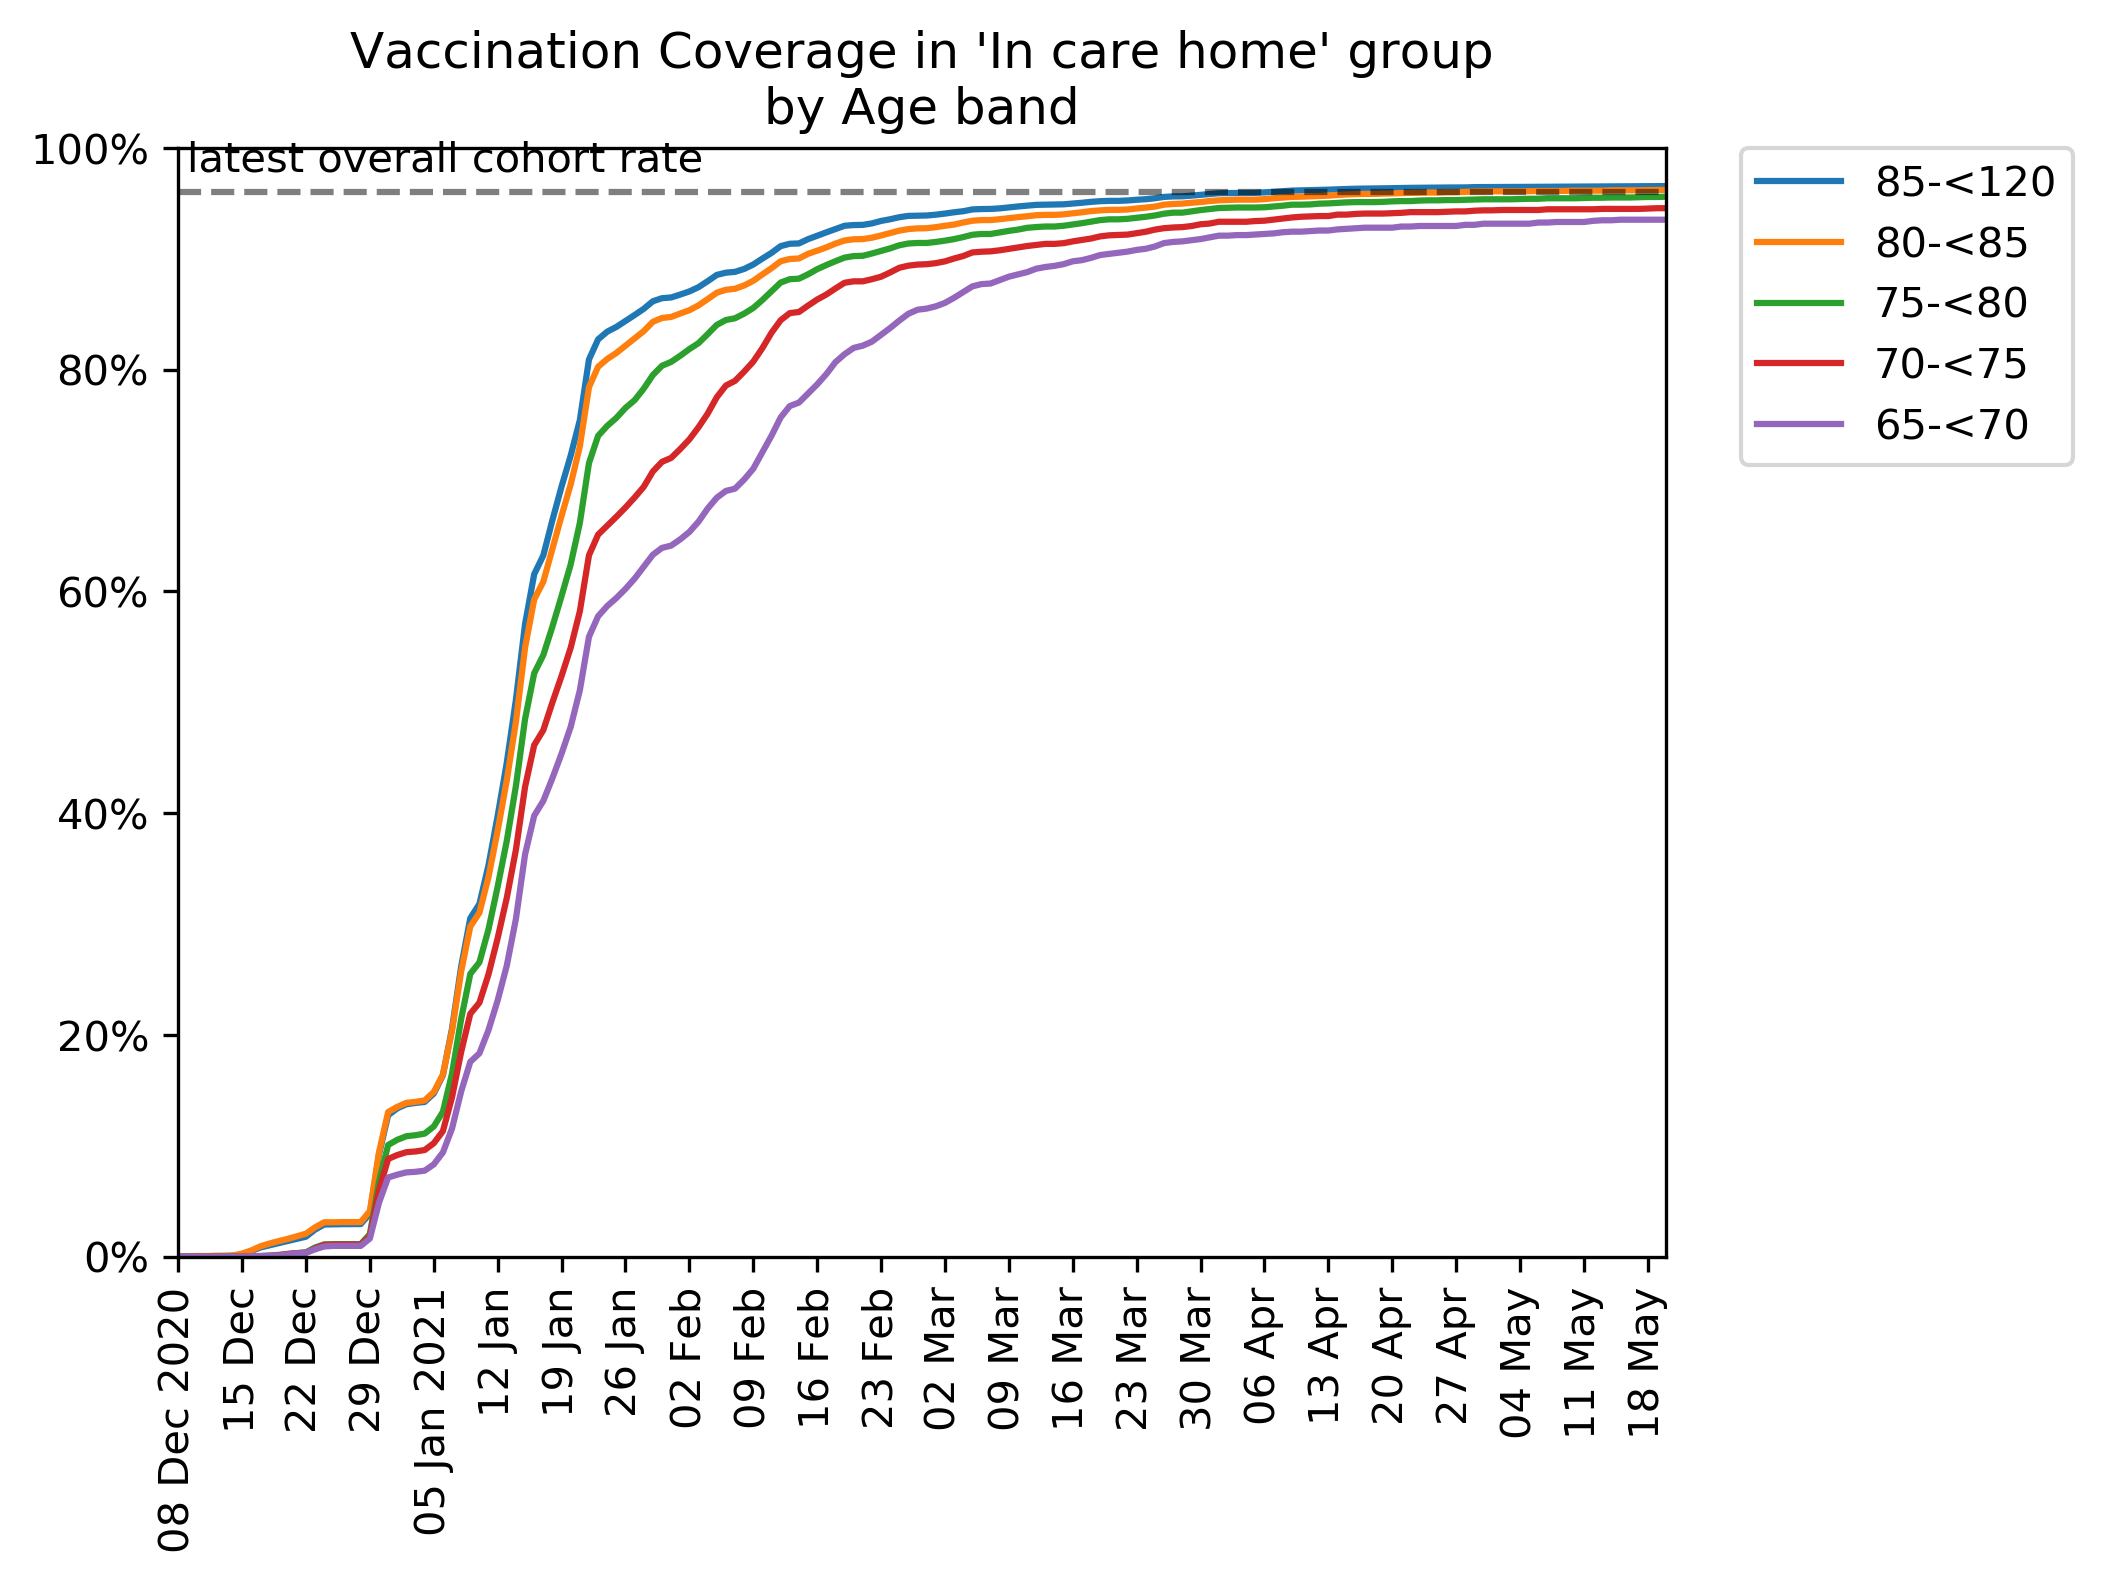 Vaccination Coverage in 'In care home' group
by Age band
100%
80%
60%
40%
20%
0%
latest overall cohort rate
85-<120
80-<85
75-<80
70-<75
65-<70
08 Dec 2020
15 Dec
22 Dec
29 Dec
05 Jan 2021
12 Jan
19 Jan
26 Jan
02 Feb
09 Feb
16 Feb
23 Feb
02 Mar
09 Mar
16 Mar
23 Mar
30 Mar
06 Apr
13 Apr
20 Apr
27 Apr
04 May
11 May
18 May